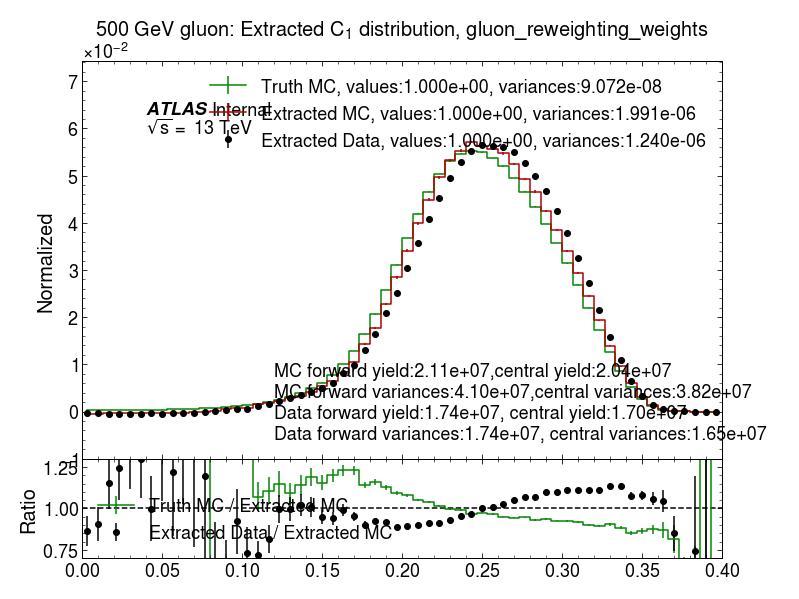 500 GeV gluon: Extracted C₁ distribution, gluon_reweighting_weights
×10⁻²
Truth MC, values:1.000e+00, variances:9.072e-08
ATLAS Internal
Extracted MC, values:1.000e+00, variances:1.991e-06
√s = 13 TeV
Extracted Data, values:1.000e+00, variances:1.240e-06
7
6
5
4
3
2
1
0
1
Normalized
MC forward yield:2.11e+07,central yield:2.04e+07
MC forward variances:4.10e+07,central variances:3.82e+07
Data forward yield:1.74e+07, central yield:1.70e+07
Data forward variances:1.74e+07, central variances:1.65e+07
1.25
1.00
0.75
Ratio
Truth MC / Extracted MC
Extracted Data / Extracted MC
0.00 0.05 0.10 0.15 0.20 0.25 0.30 0.35 0.40